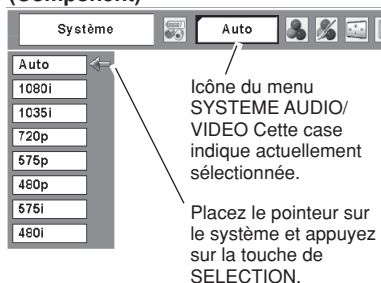 (Component)
Système
Auto
Auto
1080i
1035i
720p
575p
480p
575i
480i
Icône du menu
SYSTEME AUDIO/
VIDEO Cette case
indique actuellement
sélectionnée.
Placez le pointeur sur
le système et appuyez
sur la touche de
SELECTION.